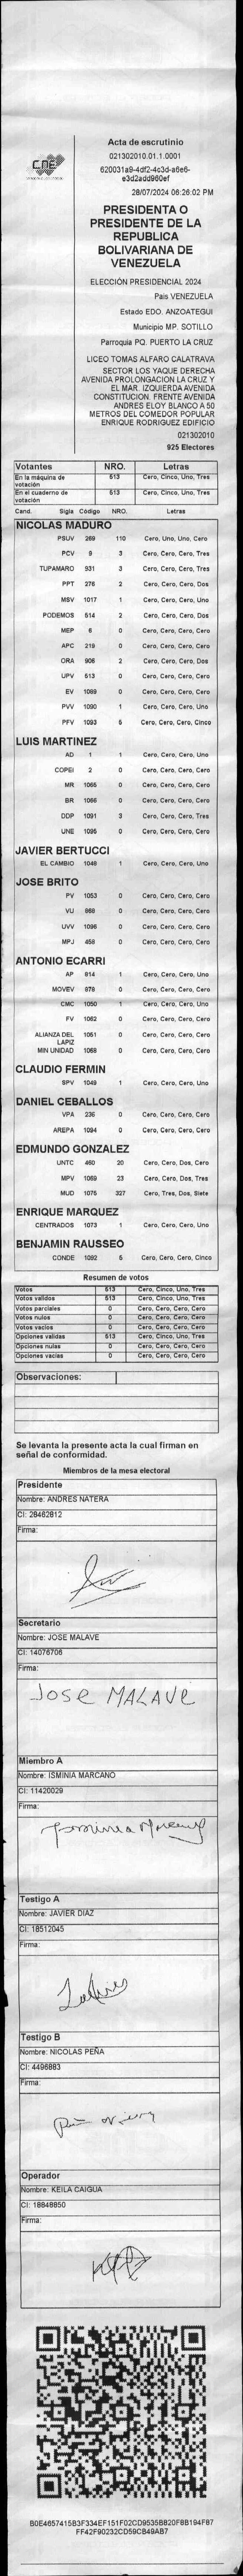 CNE
Acta de escrutinio
021302010.01.1.0001
620031a9-4df2-4c3d-a6e6-
e3d2add960ef
28/07/2024 06:26:02 PM
PRESIDENTA O
PRESIDENTE DE LA
REPUBLICA
BOLIVARIANA DE
VENEZUELA
ELECCIÓN PRESIDENCIAL 2024
País VENEZUELA
Estado EDO. ANZOATEGUI
Municipio MP. SOTILLO
Parroquia PQ. PUERTO LA CRUZ
LICEO TOMAS ALFARO CALATRAVA
SECTOR LOS YAQUE DERECHA
AVENIDA PROLONGACION LA CRUZ Y
EL MAR. IZQUIERDA AVENIDA
CONSTITUCION. FRENTE AVENIDA
ANDRES ELOY BLANCO A 50
METROS DEL COMEDOR POPULAR
ENRIQUE RODRIGUEZ EDIFICIO
021302010
925 Electores
Votantes NRO. Letras
En la máquina de votación 513 Cero, Cinco, Uno, Tres
En el cuaderno de votación 513 Cero, Cinco, Uno, Tres
Cand. Sigla Código NRO. Letras
NICOLAS MADURO
PSUV 269 110 Cero, Uno, Uno, Cero
PCV 9 3 Cero, Cero, Cero, Tres
TUPAMARO 931 3 Cero, Cero, Cero, Tres
PPT 276 2 Cero, Cero, Cero, Dos
MSV 1017 1 Cero, Cero, Cero, Uno
PODEMOS 514 2 Cero, Cero, Cero, Dos
MEP 6 0 Cero, Cero, Cero, Cero
APC 219 0 Cero, Cero, Cero, Cero
ORA 906 2 Cero, Cero, Cero, Dos
UPV 513 0 Cero, Cero, Cero, Cero
EV 1089 0 Cero, Cero, Cero, Cero
PVV 1090 1 Cero, Cero, Cero, Uno
PFV 1093 5 Cero, Cero, Cero, Cinco
LUIS MARTINEZ
AD 1 1 Cero, Cero, Cero, Uno
COPEI 2 0 Cero, Cero, Cero, Cero
MR 1065 0 Cero, Cero, Cero, Cero
BR 1066 0 Cero, Cero, Cero, Cero
DDP 1091 3 Cero, Cero, Cero, Tres
UNE 1095 0 Cero, Cero, Cero, Cero
JAVIER BERTUCCI
EL CAMBIO 1048 1 Cero, Cero, Cero, Uno
JOSE BRITO
PV 1053 0 Cero, Cero, Cero, Cero
VU 868 0 Cero, Cero, Cero, Cero
UVV 1096 0 Cero, Cero, Cero, Cero
MPJ 458 0 Cero, Cero, Cero, Cero
ANTONIO ECARRI
AP 814 1 Cero, Cero, Cero, Uno
MOVEV 979 0 Cero, Cero, Cero, Cero
CMC 1050 1 Cero, Cero, Cero, Uno
FV 1062 0 Cero, Cero, Cero, Cero
ALIANZA DEL LAPIZ 1051 0 Cero, Cero, Cero, Cero
MIN UNIDAD 1068 0 Cero, Cero, Cero, Cero
CLAUDIO FERMIN
SPV 1049 1 Cero, Cero, Cero, Uno
DANIEL CEBALLOS
VPA 236 0 Cero, Cero, Cero, Cero
AREPA 1094 0 Cero, Cero, Cero, Cero
EDMUNDO GONZALEZ
UNTC 460 20 Cero, Cero, Dos, Cero
MPV 1069 23 Cero, Cero, Dos, Tres
MUD 1075 327 Cero, Tres, Dos, Siete
ENRIQUE MARQUEZ
CENTRADOS 1073 1 Cero, Cero, Cero, Uno
BENJAMIN RAUSSEO
CONDE 1092 5 Cero, Cero, Cero, Cinco
Resumen de votos
Votos 513 Cero, Cinco, Uno, Tres
Votos validos 513 Cero, Cinco, Uno, Tres
Votos parciales 0 Cero, Cero, Cero, Cero
Votos nulos 0 Cero, Cero, Cero, Cero
Votos vacios 0 Cero, Cero, Cero, Cero
Opciones validas 513 Cero, Cinco, Uno, Tres
Opciones nulas 0 Cero, Cero, Cero, Cero
Opciones vacias 0 Cero, Cero, Cero, Cero
Observaciones:
Se levanta la presente acta la cual firman en
señal de conformidad.
Miembros de la mesa electoral
Presidente
Nombre: ANDRES NATERA
CI: 28462812
Firma:
Secretario
Nombre: JOSE MALAVE
CI: 14076706
Firma:
Jose MALAVE
Miembro A
Nombre: ISMINIA MARCANO
CI: 11420029
Firma:
Testigo A
Nombre: JAVIER DIAZ
CI: 18512045
Firma:
Testigo B
Nombre: NICOLAS PEÑA
CI: 4496883
Firma:
Operador
Nombre: KEILA CAIGUA
CI: 18848850
Firma:
B0E4657415B3F334EF151F02CD9535B820F8B194F87
FF42F90232CD59CB49AB7